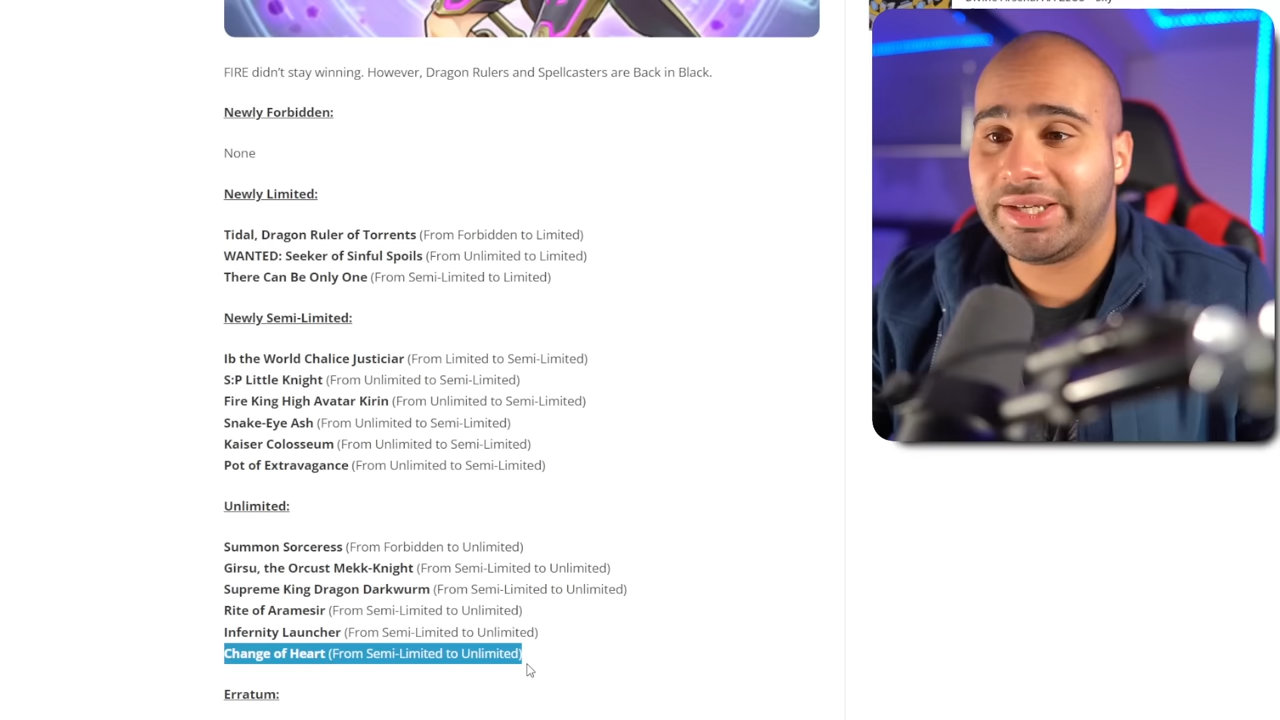 FIRE didn't stay winning. However, Dragon Rulers and Spellcasters are Back in Black.
Newly Forbidden:
None
Newly Limited:
Tidal, Dragon Ruler of Torrents (From Forbidden to Limited)
WANTED: Seeker of Sinful Spoils (From Unlimited to Limited)
There Can Be Only One (From Semi-Limited to Limited)
Newly Semi-Limited:
Ib the World Chalice Justiciar (From Limited to Semi-Limited)
S:P Little Knight (From Unlimited to Semi-Limited)
Fire King High Avatar Kirin (From Unlimited to Semi-Limited)
Snake-Eye Ash (From Unlimited to Semi-Limited)
Kaiser Colosseum (From Unlimited to Semi-Limited)
Pot of Extravagance (From Unlimited to Semi-Limited)
Unlimited:
Summon Sorceress (From Forbidden to Unlimited)
Girsu, the Orcust Mekk-Knight (From Semi-Limited to Unlimited)
Supreme King Dragon Darkwurm (From Semi-Limited to Unlimited)
Rite of Aramesir (From Semi-Limited to Unlimited)
Infernity Launcher (From Semi-Limited to Unlimited)
Change of Heart (From Semi-Limited to Unlimited)
Erratum: